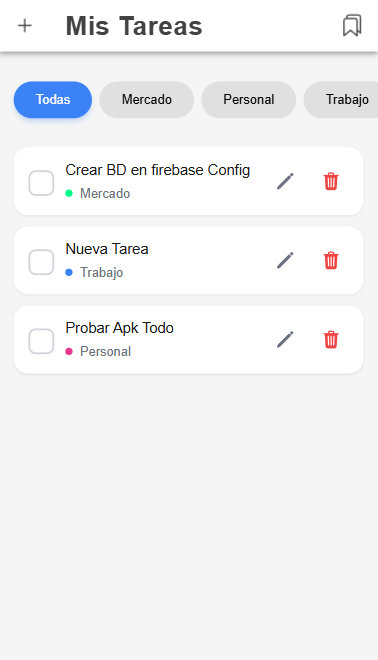 Mis Tareas
Todas Mercado Personal Trabajo
Crear BD en firebase Config
Mercado
Nueva Tarea
Trabajo
Probar Apk Todo
Personal